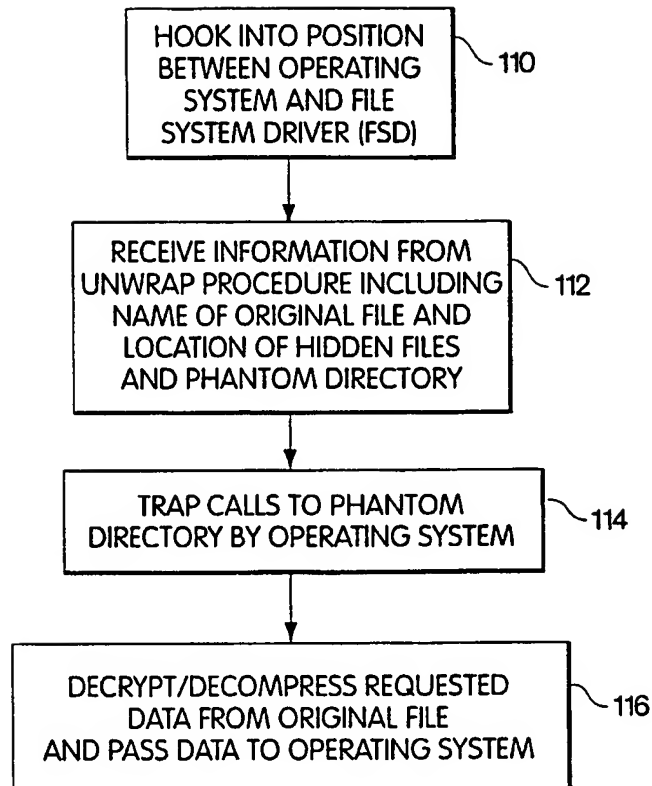 HOOK INTO POSITION
BETWEEN OPERATING
SYSTEM AND FILE
SYSTEM DRIVER (FSD)
110
RECEIVE INFORMATION FROM
UNWRAP PROCEDURE INCLUDING
NAME OF ORIGINAL FILE AND
LOCATION OF HIDDEN FILES
AND PHANTOM DIRECTORY
112
TRAP CALLS TO PHANTOM
DIRECTORY BY OPERATING SYSTEM
114
DECRYPT/DECOMPRESS REQUESTED
DATA FROM ORIGINAL FILE
AND PASS DATA TO OPERATING SYSTEM
116